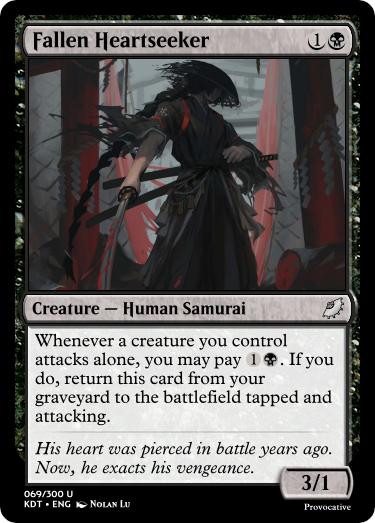 Fallen Heartseeker 1
Creature — Human Samurai
Whenever a creature you control
attacks alone, you may pay 1 . If you
do, return this card from your
graveyard to the battlefield tapped and
attacking.
His heart was pierced in battle years ago.
Now, he exacts his vengeance.
3/1
069/300 U
KDT • ENG Nolan Lu
Provocative